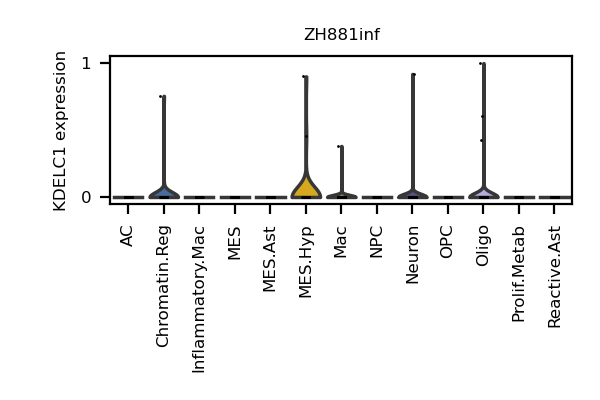 ZH881inf
KDELC1 expression
1
0
AC
Chromatin.Reg
Inflammatory.Mac
MES
MES.Ast
MES.Hyp
Mac
NPC
Neuron
OPC
Oligo
Prolif.Metab
Reactive.Ast